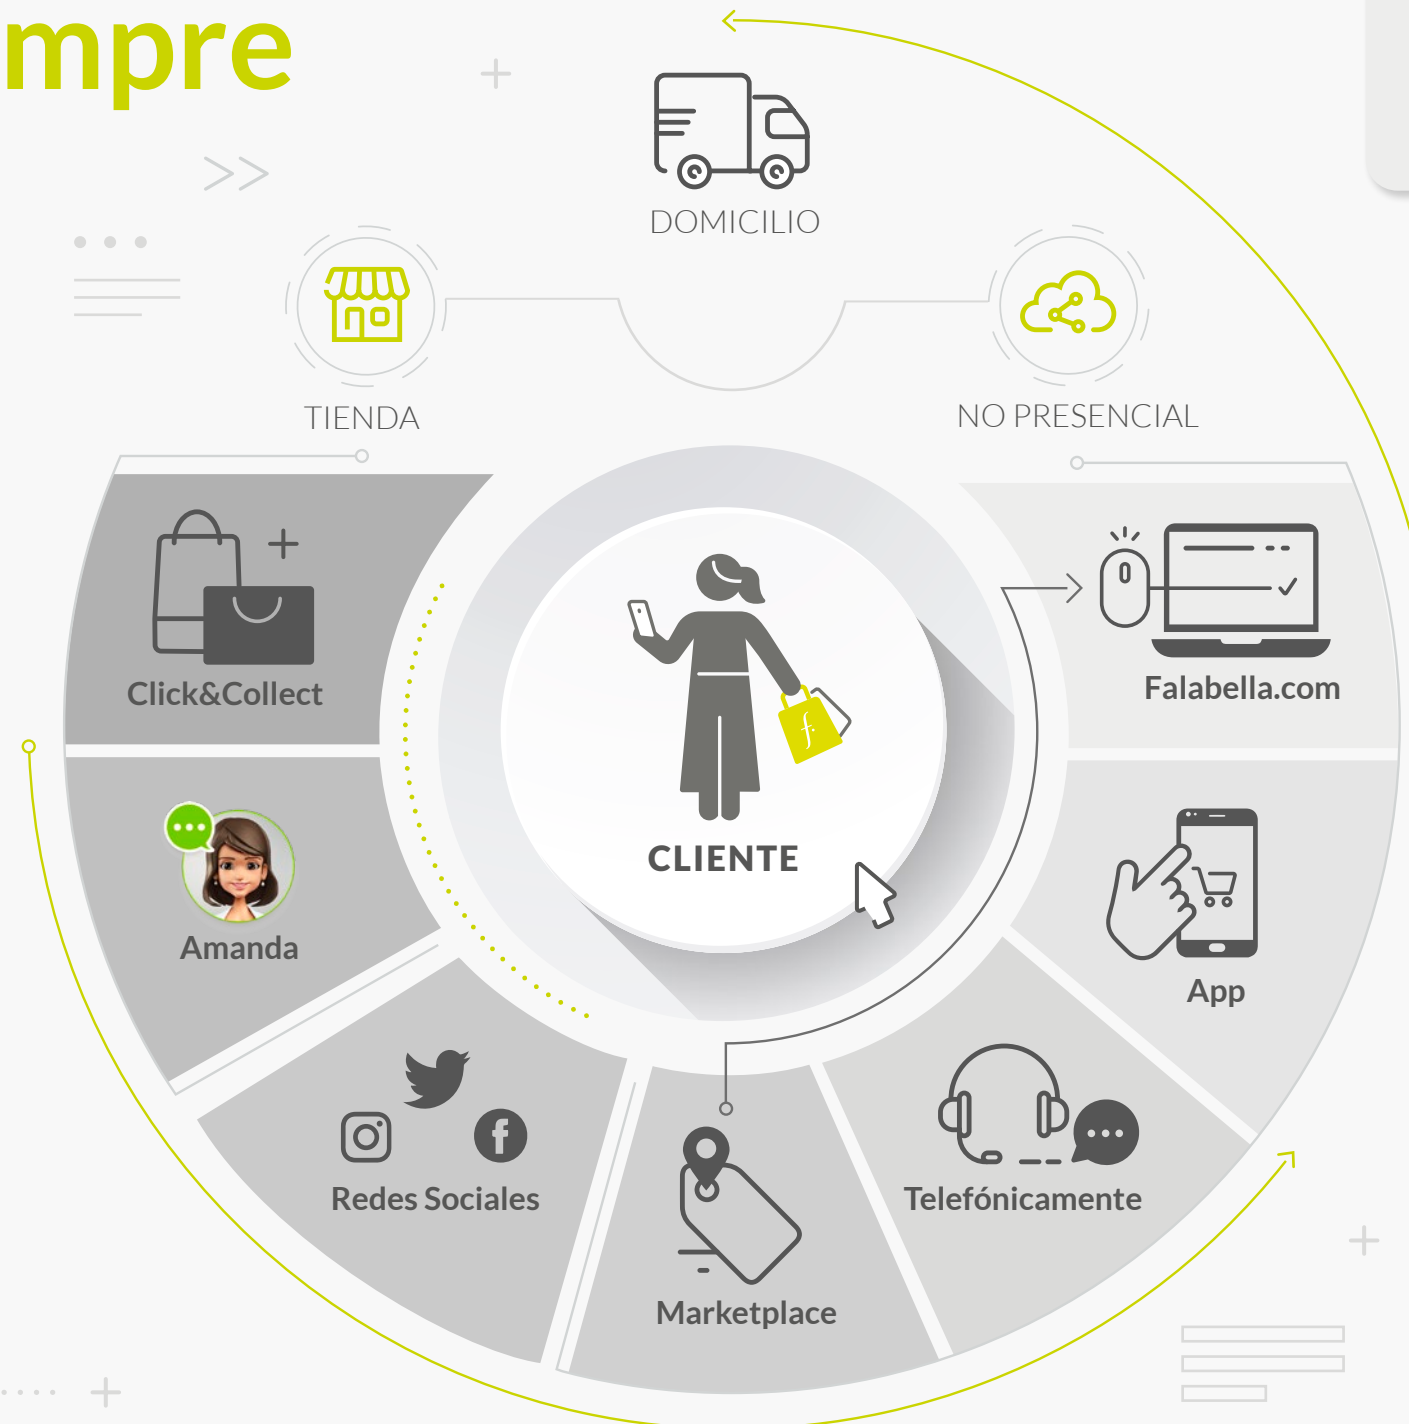 mpre
DOMICILIO
TIENDA
NO PRESENCIAL
Click&Collect
Falabella.com
f.
CLIENTE
Amanda
App
Redes Sociales
Telefónicamente
Marketplace